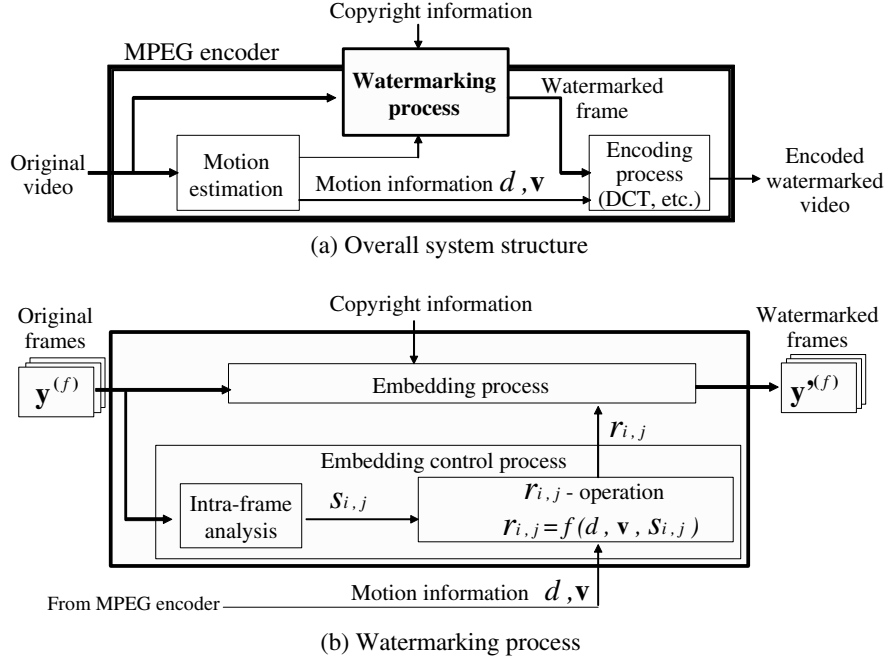 Copyright information
MPEG encoder
Watermarking
process
Watermarked
frame
Original
video
Motion
estimation
Motion information d , v
Encoding
process
(DCT, etc.)
Encoded
watermarked
video
(a) Overall system structure
Copyright information
Original
frames
Watermarked
frames
y(f)
Embedding process
y'(f)
ri,j
Embedding control process
Intra-frame
analysis
si,j
ri,j - operation
ri,j = f(d , v , si,j )
Motion information d , v
From MPEG encoder
(b) Watermarking process